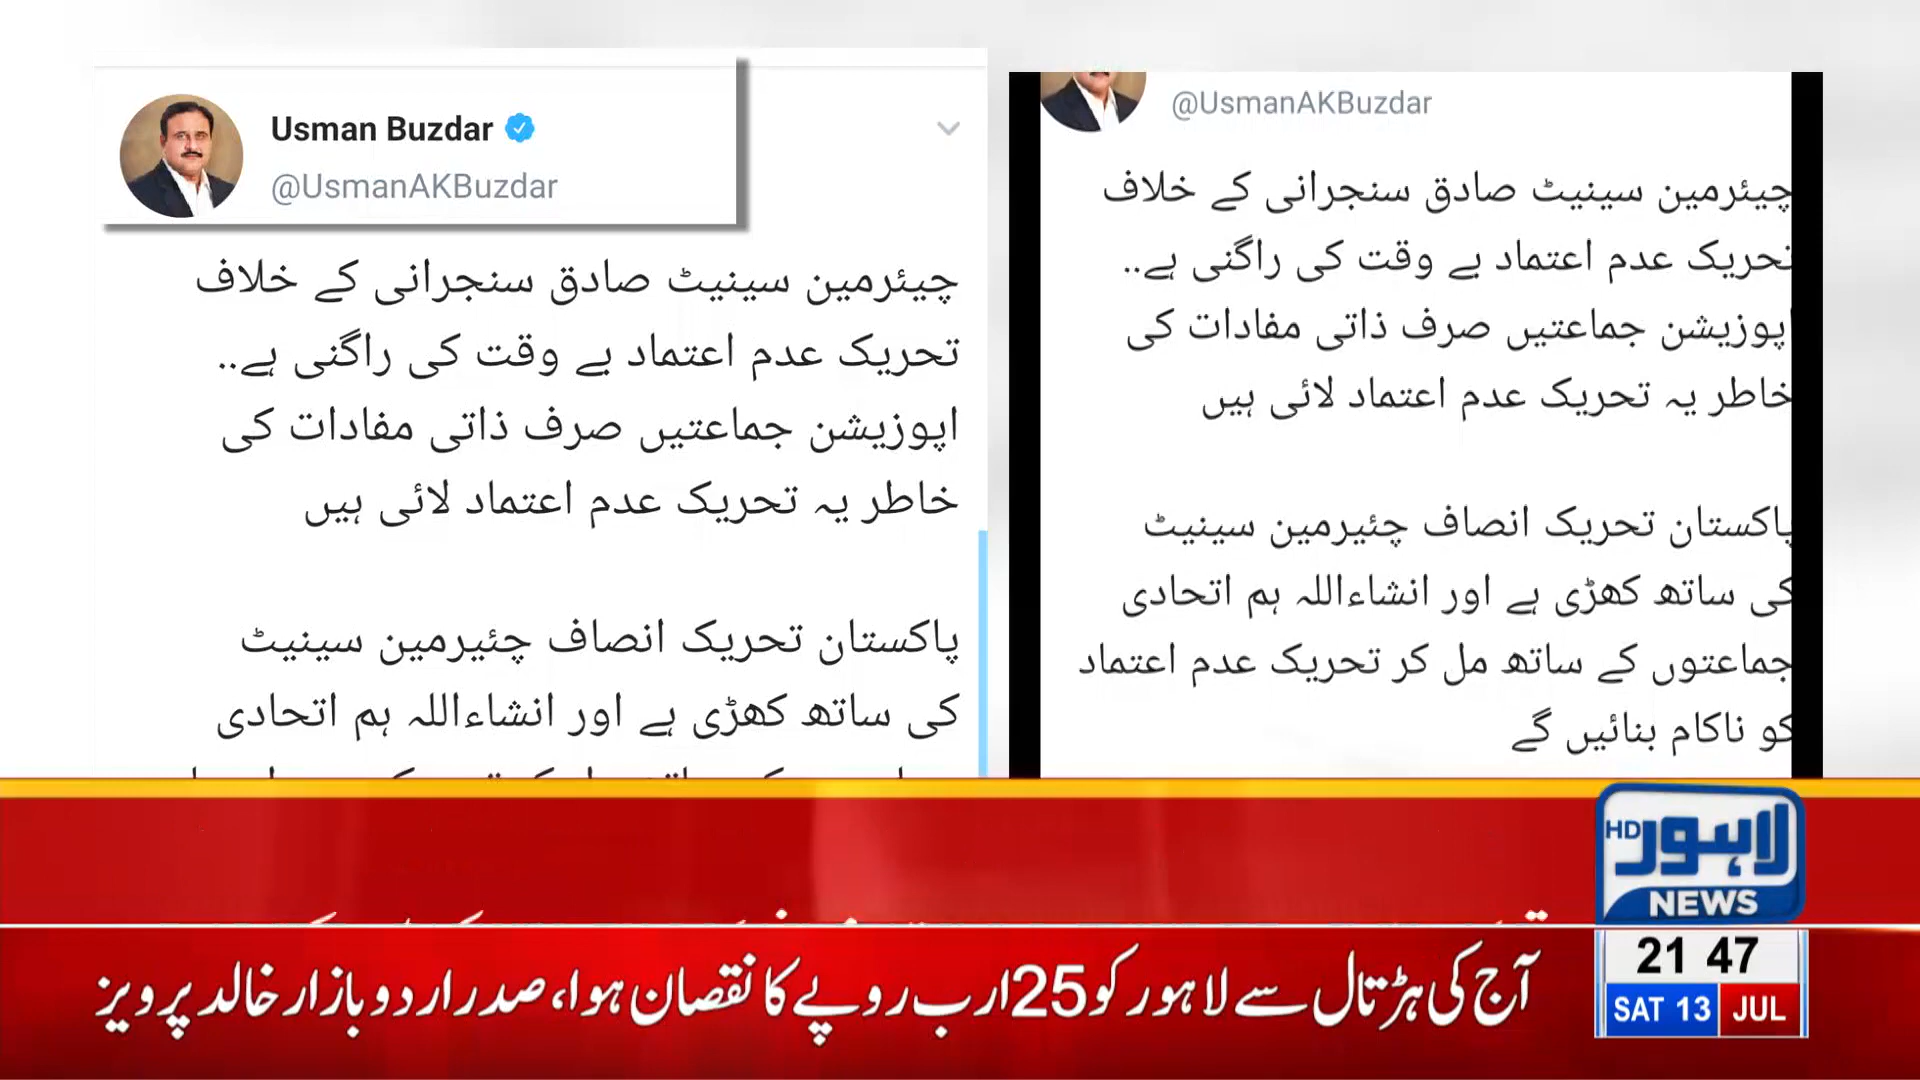 Usman Buzdar
@UsmanAKBuzdar
چیئرمین سینیٹ صادق سنجرانی کے خلاف
تحریک عدم اعتماد بے وقت کی راگنی ہے..
اپوزیشن جماعتیں صرف ذاتی مفادات کی
خاطر یہ تحریک عدم اعتماد لائی ہیں
پاکستان تحریک انصاف چئیرمین سینیٹ
کی ساتھ کھڑی ہے اور انشاءاللہ ہم اتحادی
@UsmanAKBuzdar
چیئرمین سینیٹ صادق سنجرانی کے خلاف
تحریک عدم اعتماد بے وقت کی راگنی ہے..
اپوزیشن جماعتیں صرف ذاتی مفادات کی
خاطر یہ تحریک عدم اعتماد لائی ہیں
پاکستان تحریک انصاف چئیرمین سینیٹ
کی ساتھ کھڑی ہے اور انشاءاللہ ہم اتحادی
جماعتوں کے ساتھ مل کر تحریک عدم اعتماد
کو ناکام بنائیں گے
HD لاہور
NEWS
21 47
SAT 13 JUL
آج کی ہڑتال سے لاہور کو 25 ارب روپے کا نقصان ہوا، صدر اردو بازار خالد پرویز